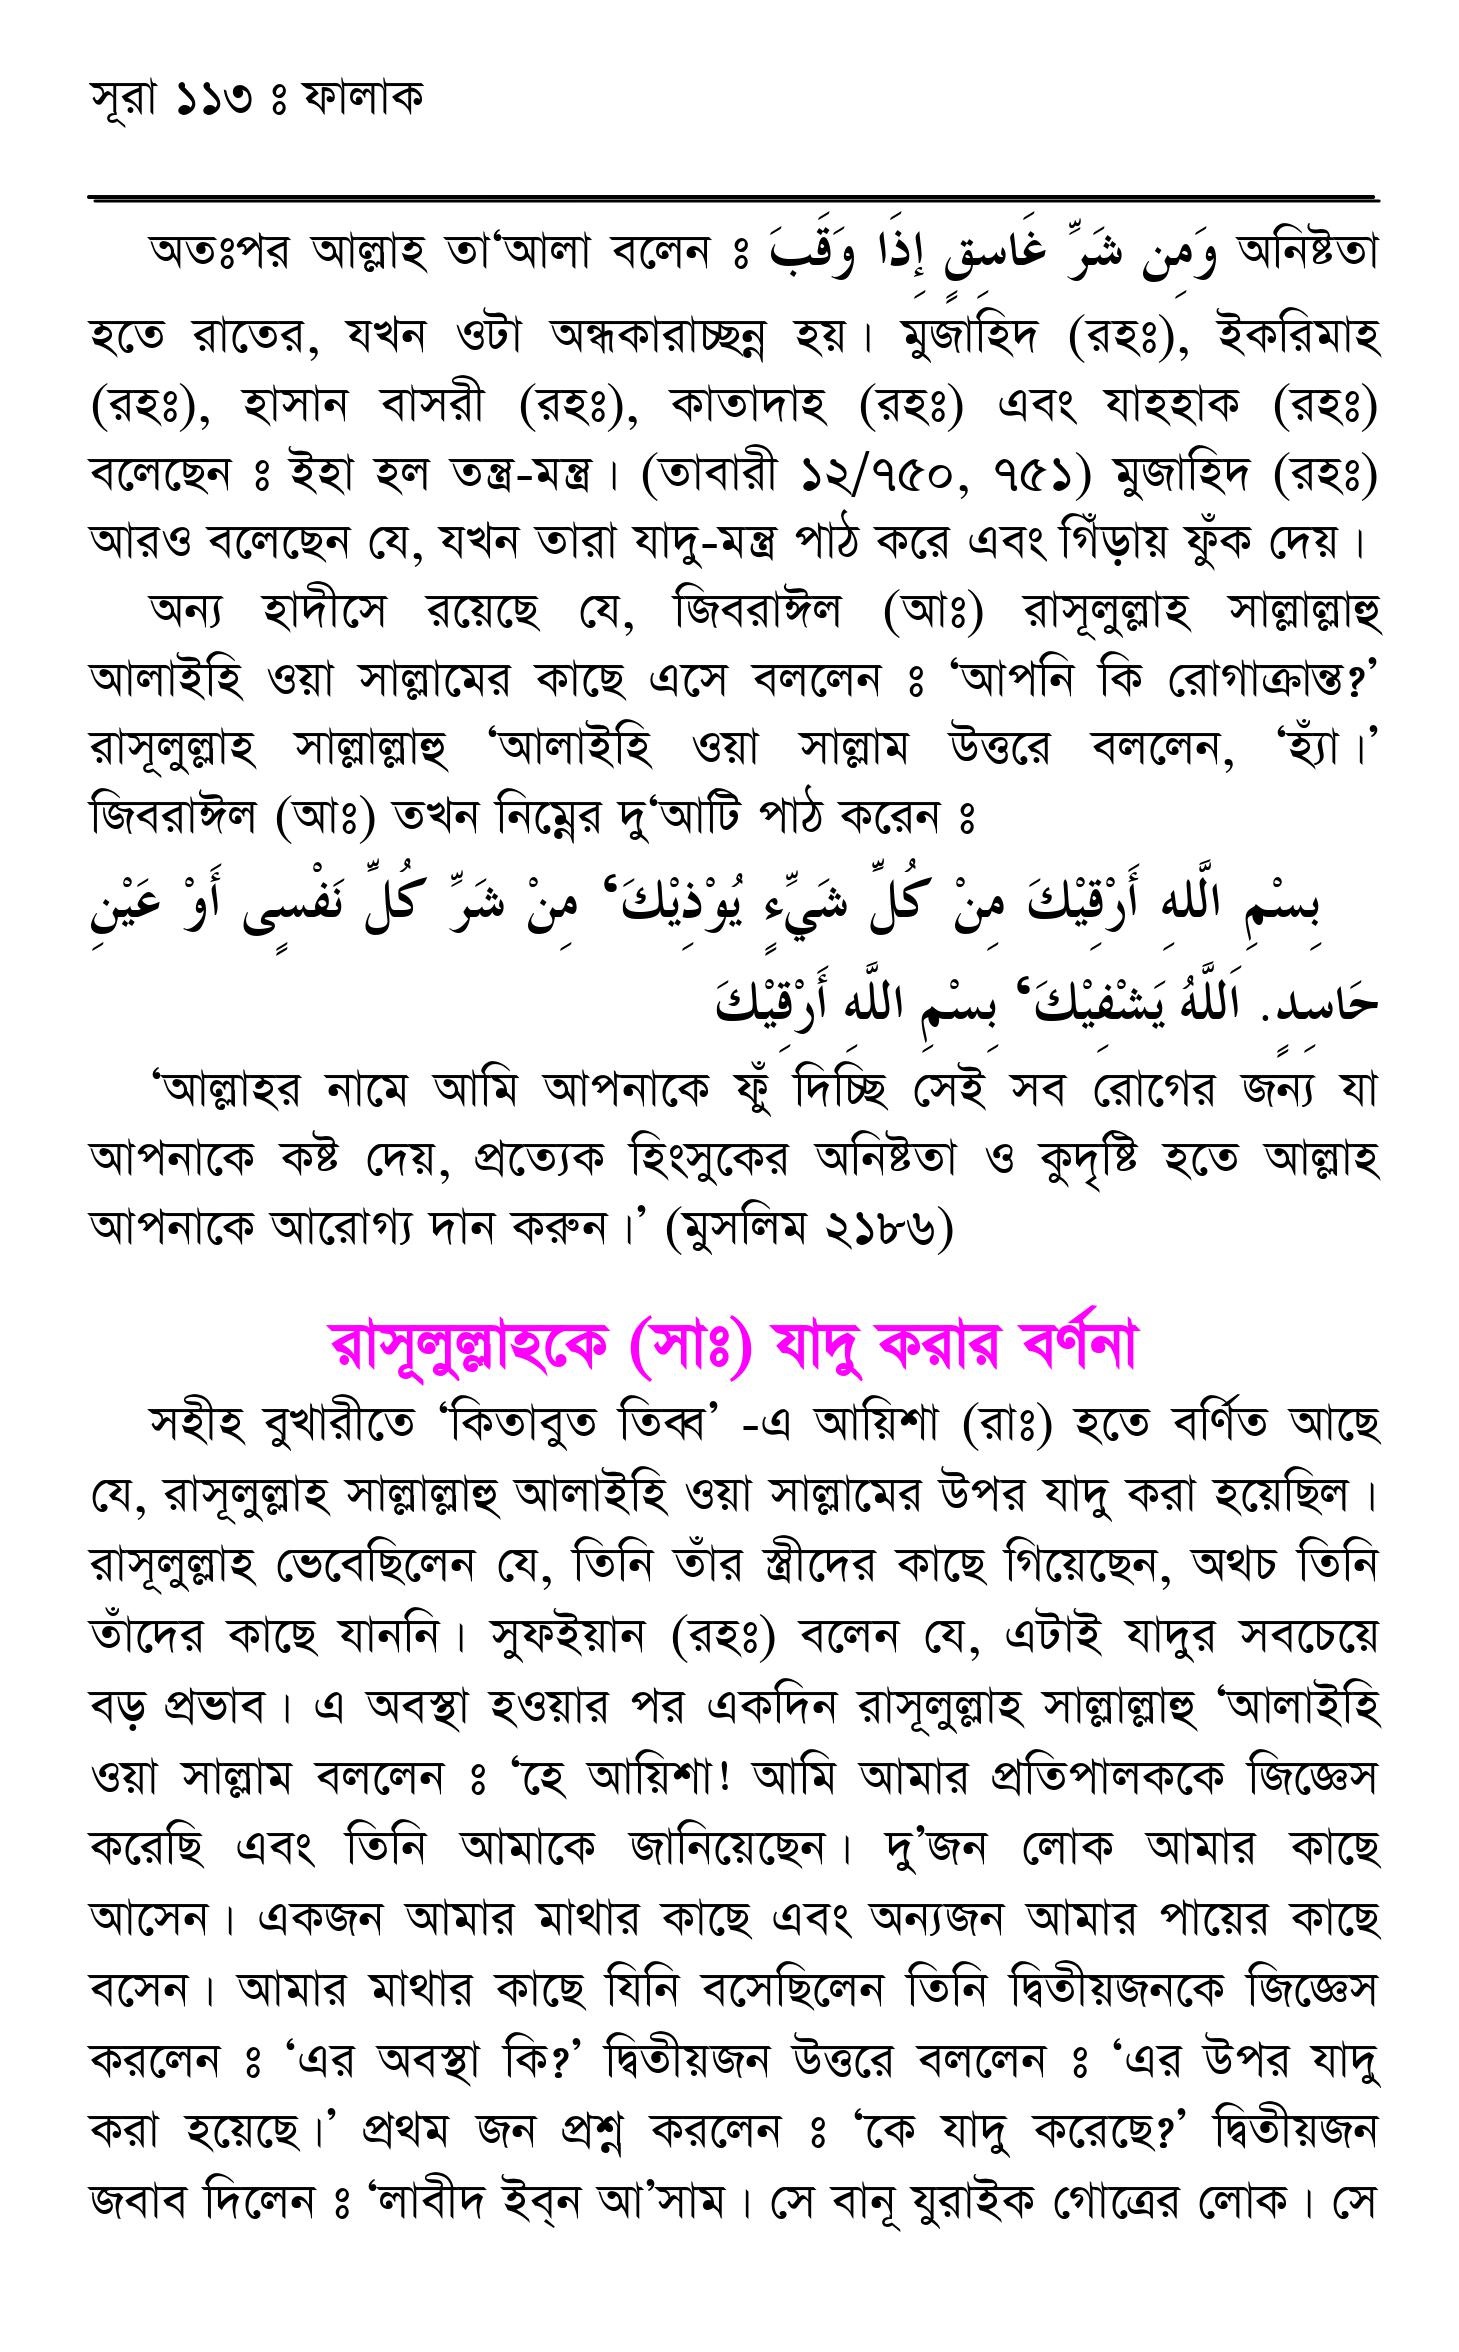 সূরা ১১৩ ঃ ফালাক
অতঃপর আল্লাহ তা‘আলা বলেন ঃ وَمِن شَرِّ غَاسِقٍ إِذَا وَقَبَ অনিষ্টতা
হতে রাতের, যখন ওটা অন্ধকারাচ্ছন্ন হয়। মুজাহিদ (রহঃ), ইকরিমাহ
(রহঃ), হাসান বাসরী (রহঃ), কাতাদাহ (রহঃ) এবং যাহহাক (রহঃ)
বলেছেন ঃ ইহা হল তন্ত্র-মন্ত্র। (তাবারী ১২/৭৫০, ৭৫১) মুজাহিদ (রহঃ)
আরও বলেছেন যে, যখন তারা যাদু-মন্ত্র পাঠ করে এবং গিঁড়ায় ফুঁক দেয়।
অন্য হাদীসে রয়েছে যে, জিবরাঈল (আঃ) রাসূলুল্লাহ সাল্লাল্লাহু
আলাইহি ওয়া সাল্লামের কাছে এসে বললেন ঃ ‘আপনি কি রোগাক্রান্ত?’
রাসূলুল্লাহ সাল্লাল্লাহু ‘আলাইহি ওয়া সাল্লাম উত্তরে বললেন, ‘হ্যাঁ।’
জিবরাঈল (আঃ) তখন নিম্নের দু‘আটি পাঠ করেন ঃ
بِسْمِ الَّلهِ أَرْقِيْكَ مِنْ كُلِّ شَيِّءٍ يُوْذِيْكَ‘ مِنْ شَرِّ كُلِّ نَفْسٍى أَوْ عَيْنِ
حَاسِدٍ. اَللَّهُ يَشْفِيْكَ‘ بِسْمِ اللَّهِ أَرْقِيْكَ
‘আল্লাহর নামে আমি আপনাকে ফুঁ দিচ্ছি সেই সব রোগের জন্য যা
আপনাকে কষ্ট দেয়, প্রত্যেক হিংসুকের অনিষ্টতা ও কুদৃষ্টি হতে আল্লাহ
আপনাকে আরোগ্য দান করুন।’ (মুসলিম ২১৮৬)
রাসূলুল্লাহকে (সাঃ) যাদু করার বর্ণনা
সহীহ বুখারীতে ‘কিতাবুত তিব্ব’ -এ আয়িশা (রাঃ) হতে বর্ণিত আছে
যে, রাসূলুল্লাহ সাল্লাল্লাহু আলাইহি ওয়া সাল্লামের উপর যাদু করা হয়েছিল।
রাসূলুল্লাহ ভেবেছিলেন যে, তিনি তাঁর স্ত্রীদের কাছে গিয়েছেন, অথচ তিনি
তাঁদের কাছে যাননি। সুফইয়ান (রহঃ) বলেন যে, এটাই যাদুর সবচেয়ে
বড় প্রভাব। এ অবস্থা হওয়ার পর একদিন রাসূলুল্লাহ সাল্লাল্লাহু ‘আলাইহি
ওয়া সাল্লাম বললেন ঃ ‘হে আয়িশা! আমি আমার প্রতিপালককে জিজ্ঞেস
করেছি এবং তিনি আমাকে জানিয়েছেন। দু’জন লোক আমার কাছে
আসেন। একজন আমার মাথার কাছে এবং অন্যজন আমার পায়ের কাছে
বসেন। আমার মাথার কাছে যিনি বসেছিলেন তিনি দ্বিতীয়জনকে জিজ্ঞেস
করলেন ঃ ‘এর অবস্থা কি?’ দ্বিতীয়জন উত্তরে বললেন ঃ ‘এর উপর যাদু
করা হয়েছে।’ প্রথম জন প্রশ্ন করলেন ঃ ‘কে যাদু করেছে?’ দ্বিতীয়জন
জবাব দিলেন ঃ ‘লাবীদ ইব্‌ন আ’সাম। সে বানূ যুরাইক গোত্রের লোক। সে